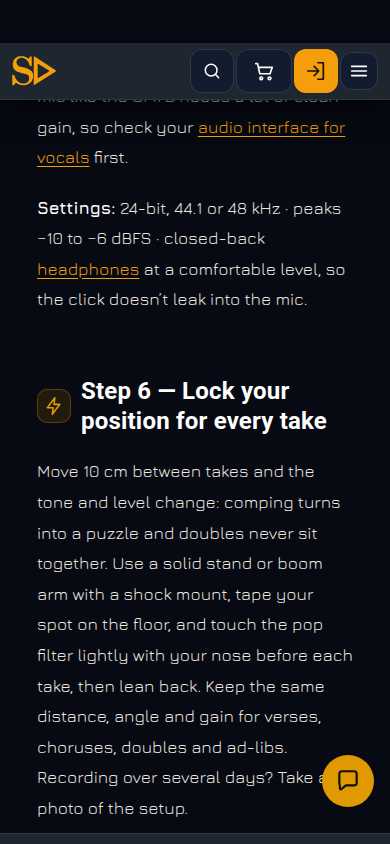 SD
gain, so check your audio interface for
vocals first.
Settings: 24-bit, 44.1 or 48 kHz · peaks
−10 to −6 dBFS · closed-back
headphones at a comfortable level, so
the click doesn't leak into the mic.
Step 6 — Lock your
position for every take
Move 10 cm between takes and the
tone and level change: comping turns
into a puzzle and doubles never sit
together. Use a solid stand or boom
arm with a shock mount, tape your
spot on the floor, and touch the pop
filter lightly with your nose before each
take, then lean back. Keep the same
distance, angle and gain for verses,
choruses, doubles and ad-libs.
Recording over several days? Take
photo of the setup.